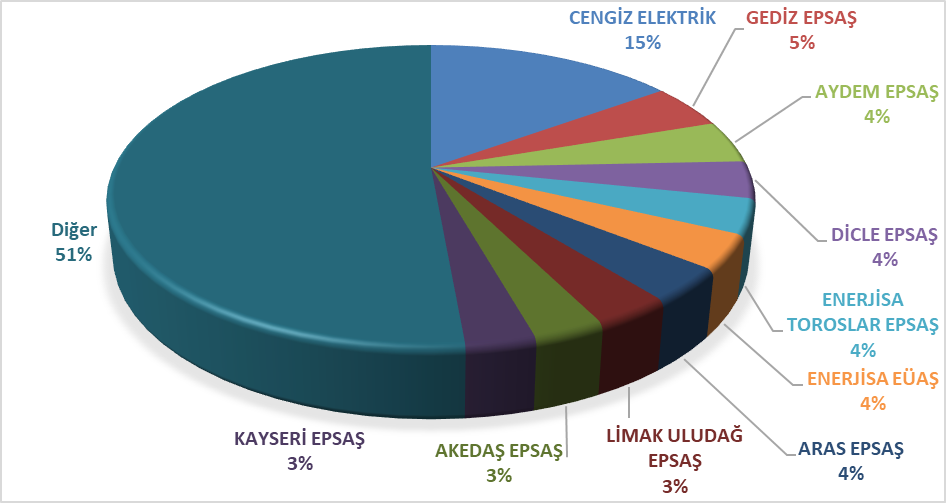 CENGİZ ELEKTRİK
15%
GEDİZ EPSAŞ
5%
AYDEM EPSAŞ
4%
DİCLE EPSAŞ
4%
ENERJİSA
TOROSLAR EPSAŞ
4%
ENERJİSA EÜAŞ
4%
ARAS EPSAŞ
4%
LİMAK ULUDAĞ
EPSAŞ
3%
AKEDAŞ EPSAŞ
3%
KAYSERİ EPSAŞ
3%
Diğer
51%